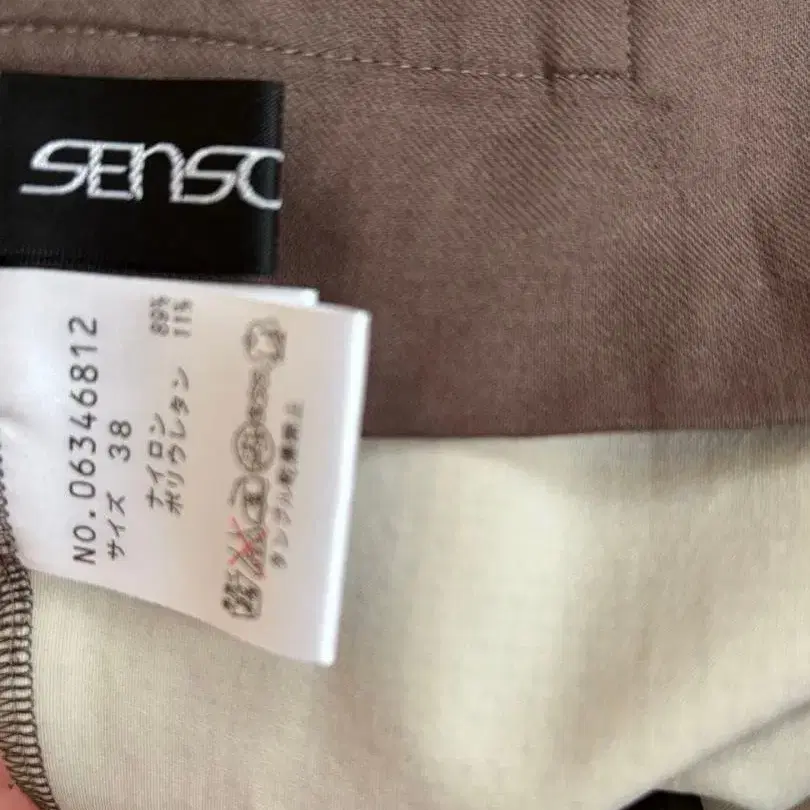 SENSO
NO.06346812
サイズ 38
ナイロン 89%
ポリウレタン 11%
タンブル乾燥禁止